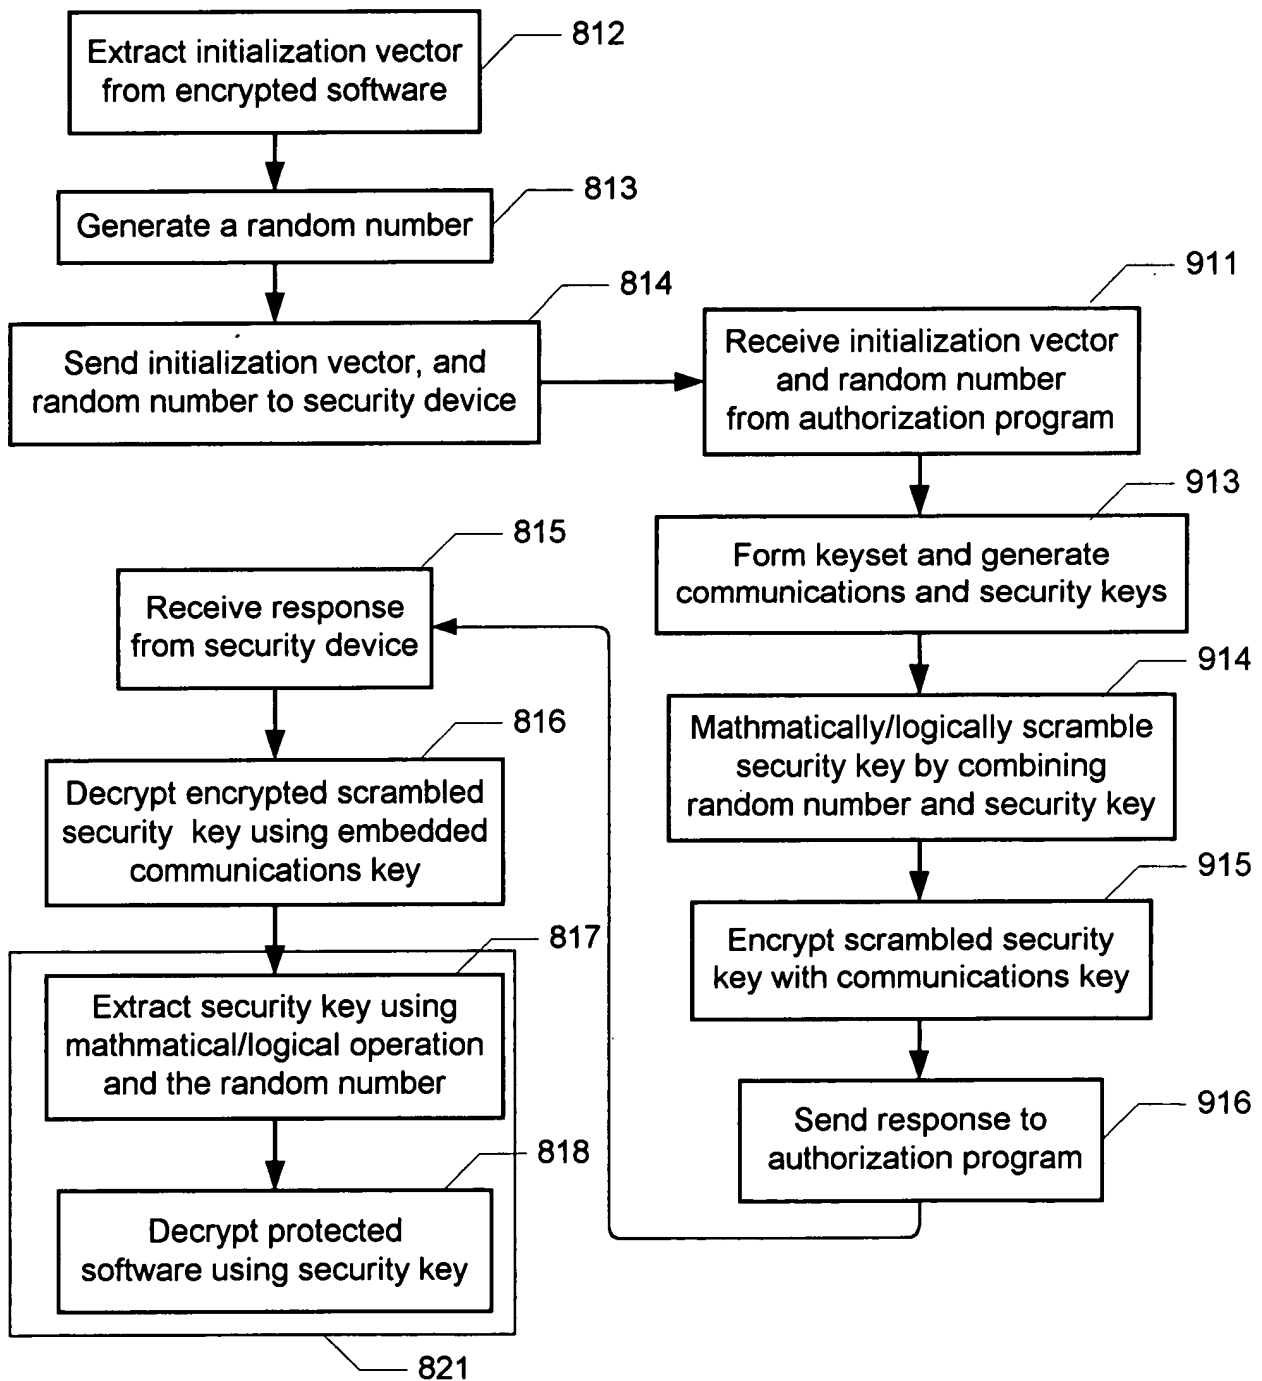 Extract initialization vector
from encrypted software
812
Generate a random number
813
Send initialization vector, and
random number to security device
814
Receive initialization vector
and random number
from authorization program
911
Form keyset and generate
communications and security keys
913
Mathmatically/logically scramble
security key by combining
random number and security key
914
Encrypt scrambled security
key with communications key
915
Send response to
authorization program
916
Receive response
from security device
815
Decrypt encrypted scrambled
security key using embedded
communications key
816
Extract security key using
mathmatical/logical operation
and the random number
817
Decrypt protected
software using security key
818
821